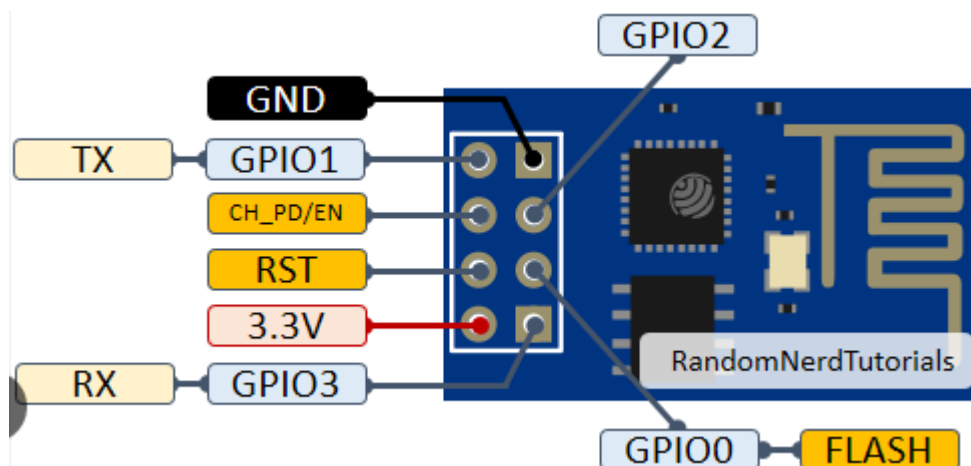 GPIO2
GND
TX GPIO1
CH_PD/EN
RST
3.3V
RandomNerdTutorials
RX GPIO3
GPIO0 FLASH